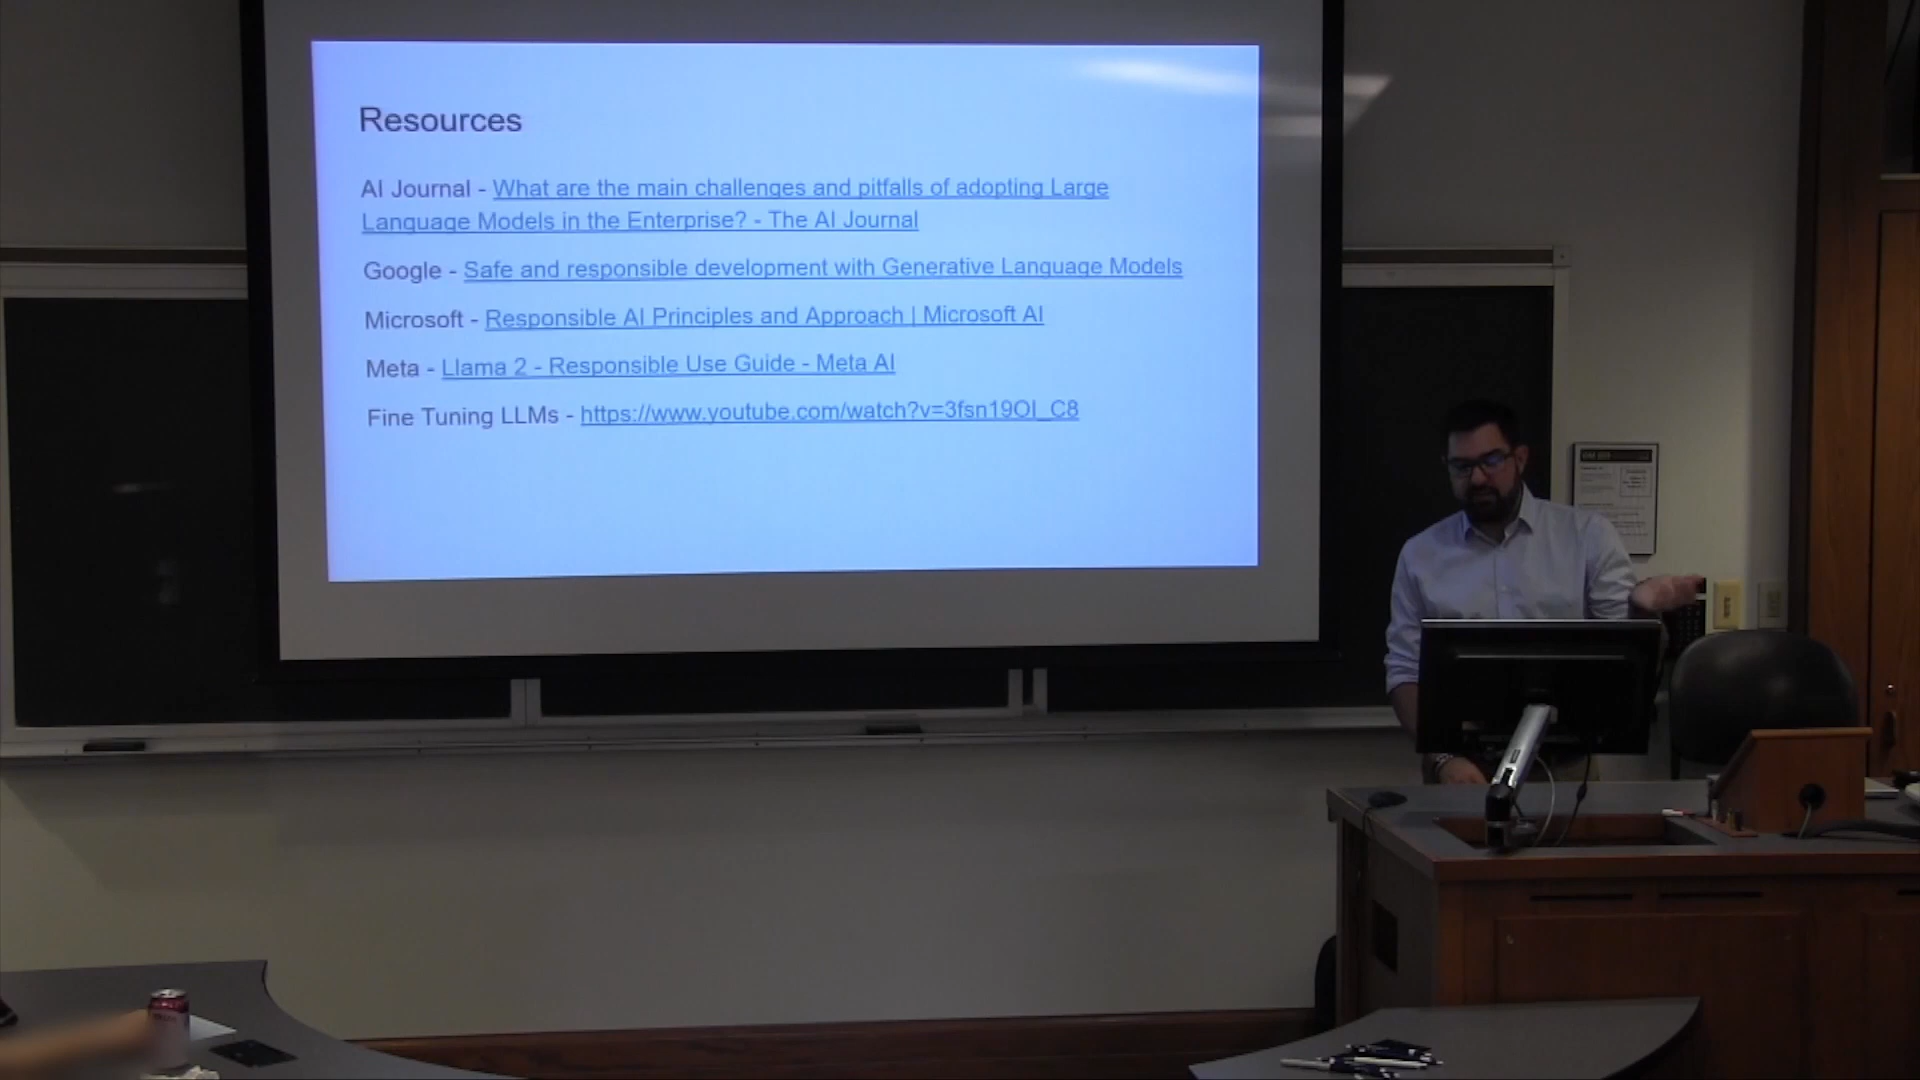 Resources
AI Journal - What are the main challenges and pitfalls of adopting Large
Language Models in the Enterprise? - The AI Journal
Google - Safe and responsible development with Generative Language Models
Microsoft - Responsible AI Principles and Approach | Microsoft AI
Meta - Llama 2 - Responsible Use Guide - Meta AI
Fine Tuning LLMs - https://www.youtube.com/watch?v=3fsn19OI_C8